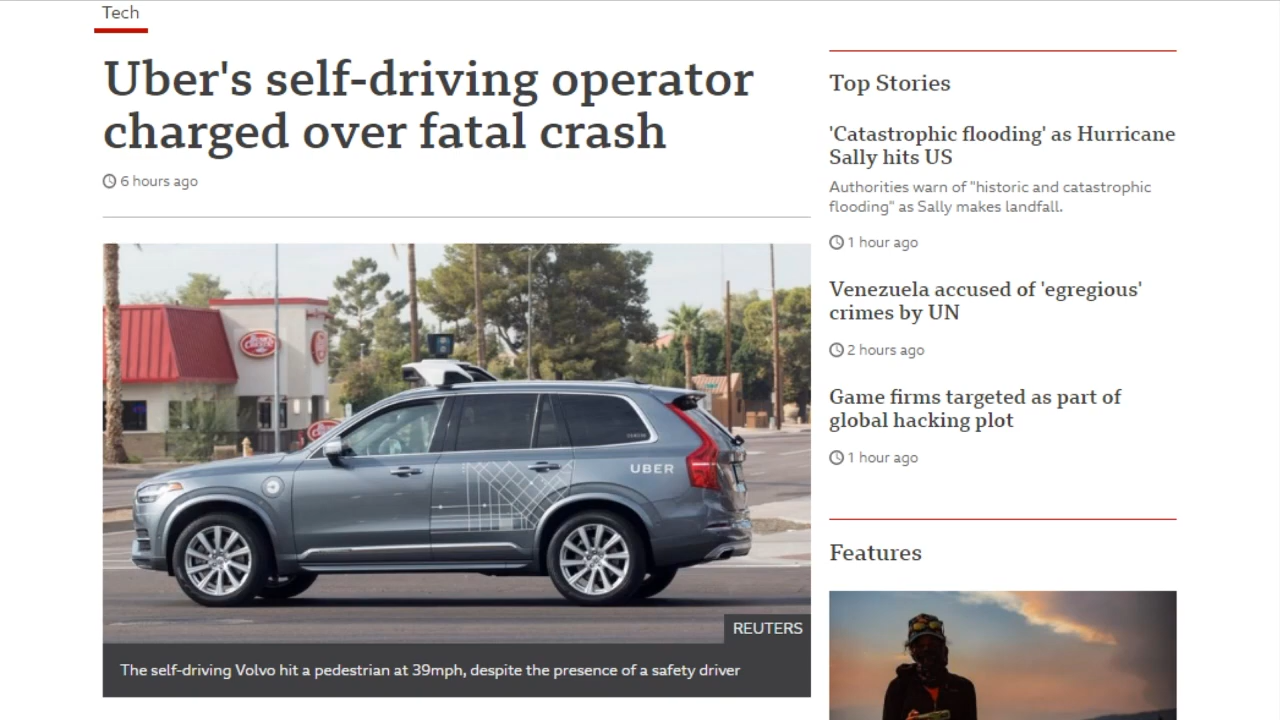 Tech
Uber's self-driving operator
charged over fatal crash
6 hours ago
UBER
REUTERS
The self-driving Volvo hit a pedestrian at 39mph, despite the presence of a safety driver
Top Stories
'Catastrophic flooding' as Hurricane
Sally hits US
Authorities warn of "historic and catastrophic
flooding" as Sally makes landfall.
1 hour ago
Venezuela accused of 'egregious'
crimes by UN
2 hours ago
Game firms targeted as part of
global hacking plot
1 hour ago
Features